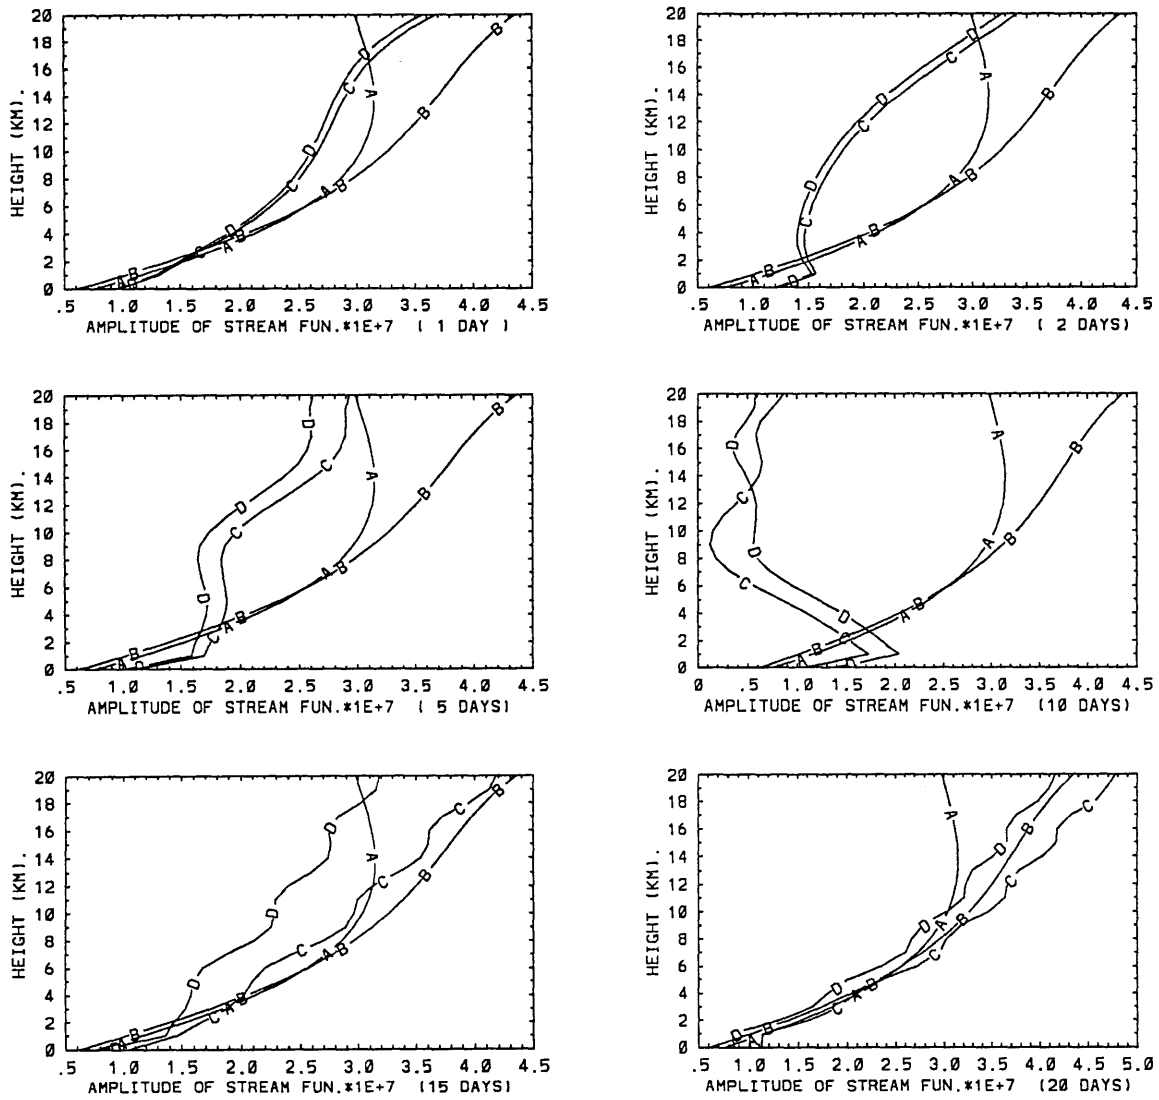 20
18
16
14
12
10
8
6
4
2
0
HEIGHT (KM).
B
D
C A
B
D
C A B
D
B
C A
B
A D
.5 1.0 1.5 2.0 2.5 3.0 3.5 4.0 4.5
AMPLITUDE OF STREAM FUN.*1E+7 ( 1 DAY )
20
18
16
14
12
10
8
6
4
2
0
HEIGHT (KM).
D
C
A
D B
C
D A B
C B
A
B
A D
.5 1.0 1.5 2.0 2.5 3.0 3.5 4.0 4.5
AMPLITUDE OF STREAM FUN.*1E+7 ( 2 DAYS)
20
18
16
14
12
10
8
6
4
2
0
HEIGHT (KM).
B
D
C
A
B
D
C
A B
D
B
A
C
B
A
.5 1.0 1.5 2.0 2.5 3.0 3.5 4.0 4.5
AMPLITUDE OF STREAM FUN.*1E+7 ( 5 DAYS)
20
18
16
14
12
10
8
6
4
2
0
HEIGHT (KM).
A
D B
C
A B
D
C
B
D A
C
B
A
D
0 .5 1.0 1.5 2.0 2.5 3.0 3.5 4.0 4.5
AMPLITUDE OF STREAM FUN.*1E+7 (10 DAYS)
20
18
16
14
12
10
8
6
4
2
0
HEIGHT (KM).
B
C
D
A
C B
D
C A B
D
B
A
C
B
A
.5 1.0 1.5 2.0 2.5 3.0 3.5 4.0 4.5
AMPLITUDE OF STREAM FUN.*1E+7 (15 DAYS)
20
18
16
14
12
10
8
6
4
2
0
HEIGHT (KM).
C
A
B
D
C
D A B
C
D B
A
C
D B
A
.5 1.0 1.5 2.0 2.5 3.0 3.5 4.0 4.5 5.0
AMPLITUDE OF STREAM FUN.*1E+7 (20 DAYS)